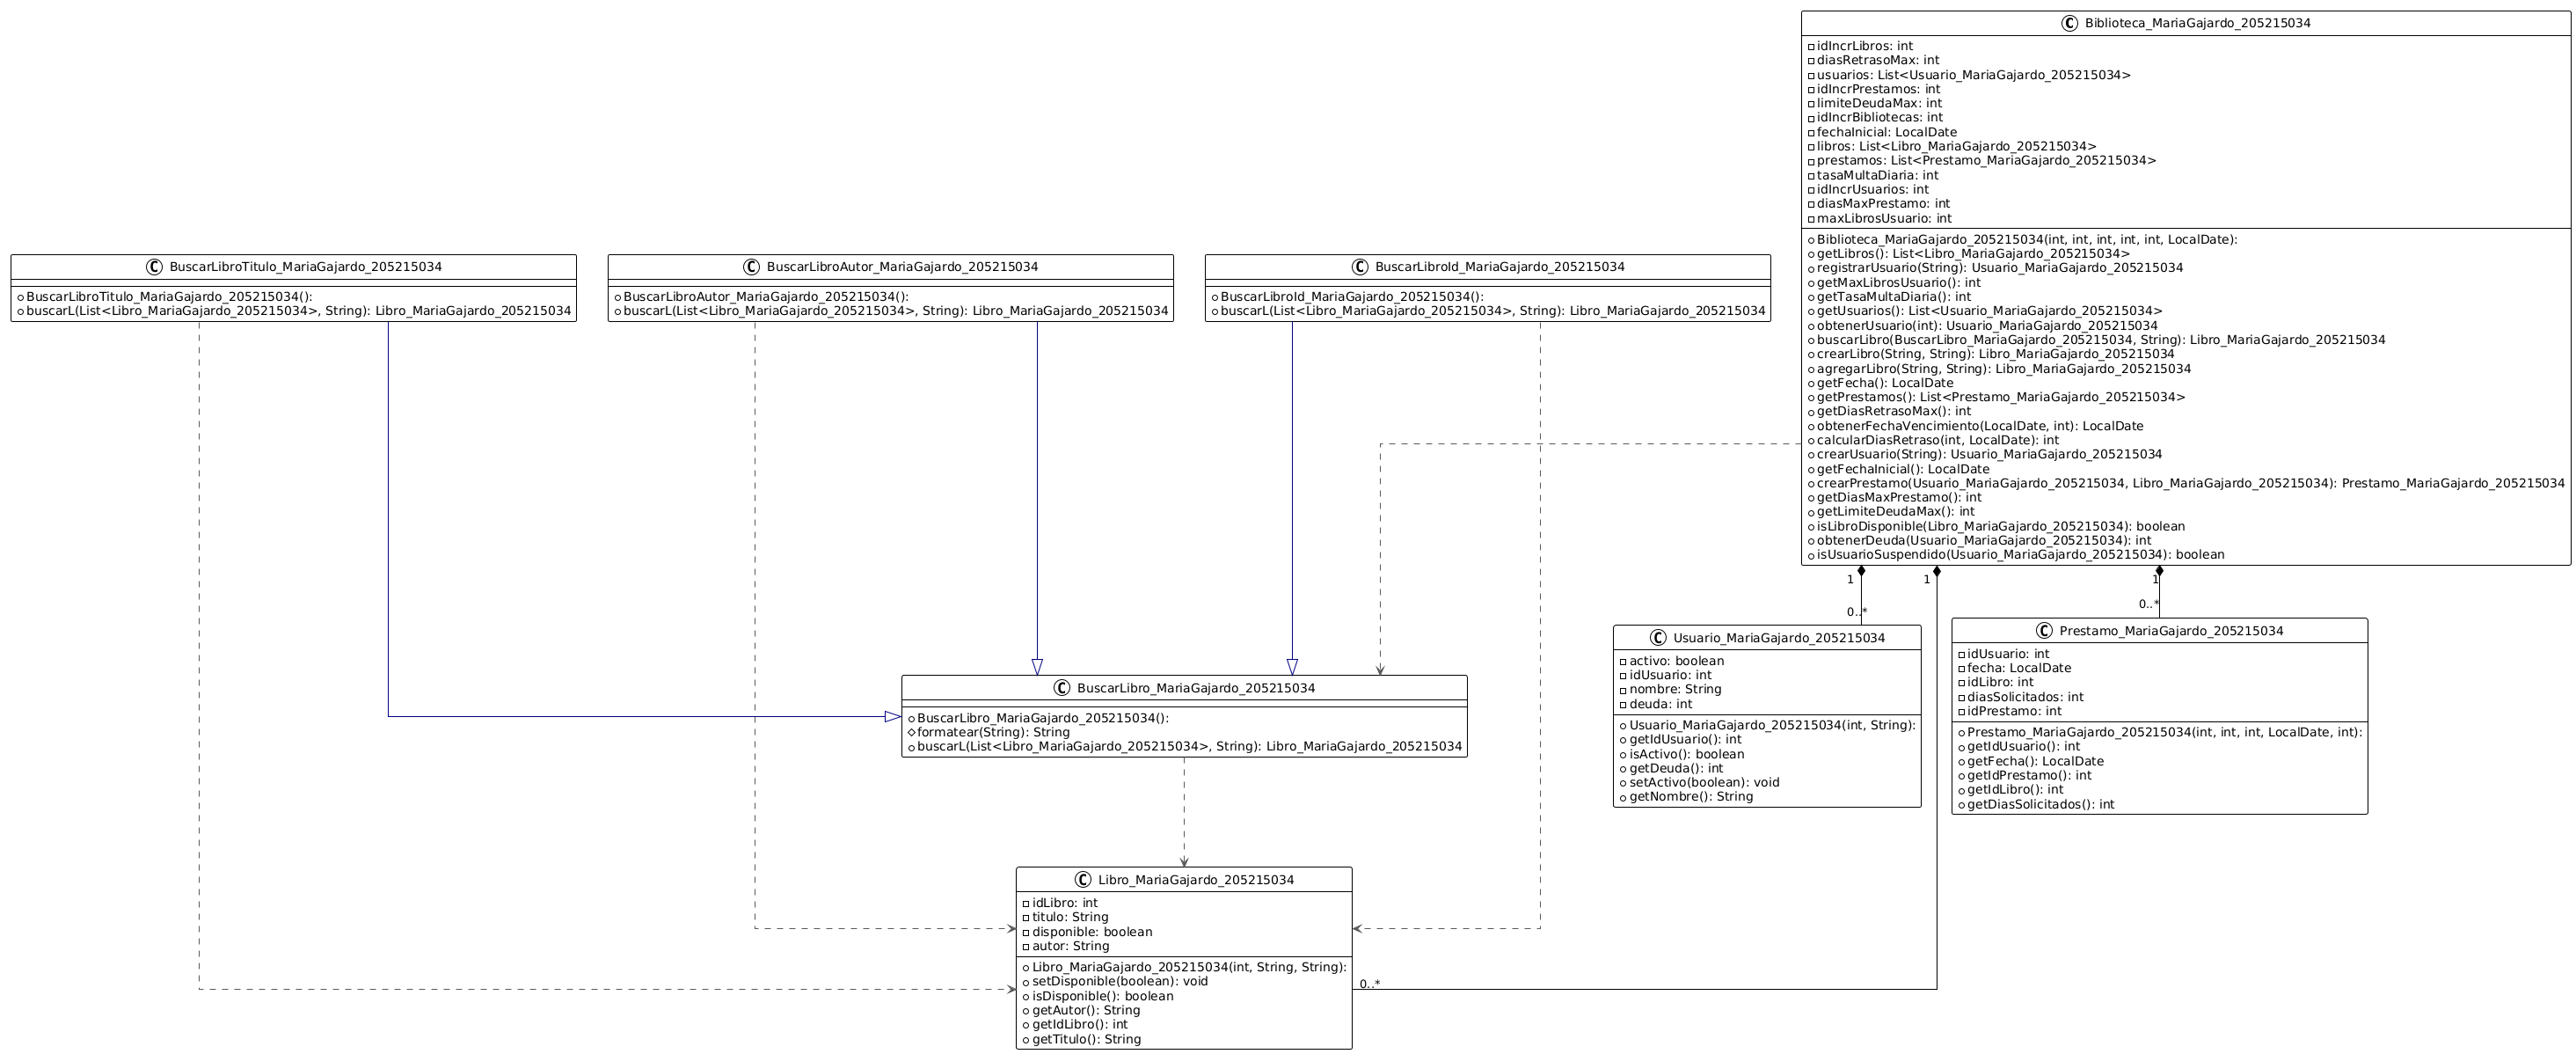 C Biblioteca_MariaGajardo_205215034
idIncrLibros: int
diasRetrasoMax: int
usuarios: List<Usuario_MariaGajardo_205215034>
idIncrPrestamos: int
limiteDeudaMax: int
idIncrBibliotecas: int
fechaInicial: LocalDate
libros: List<Libro_MariaGajardo_205215034>
prestamos: List<Prestamo_MariaGajardo_205215034>
tasaMultaDiaria: int
idIncrUsuarios: int
diasMaxPrestamo: int
maxLibrosUsuario: int
Biblioteca_MariaGajardo_205215034(int, int, int, int, int, LocalDate):
getLibros(): List<Libro_MariaGajardo_205215034>
registrarUsuario(String): Usuario_MariaGajardo_205215034
getMaxLibrosUsuario(): int
getTasaMultaDiaria(): int
getUsuarios(): List<Usuario_MariaGajardo_205215034>
obtenerUsuario(int): Usuario_MariaGajardo_205215034
buscarLibro(BuscarLibro_MariaGajardo_205215034, String): Libro_MariaGajardo_205215034
crearLibro(String, String): Libro_MariaGajardo_205215034
agregarLibro(String, String): Libro_MariaGajardo_205215034
getFecha(): LocalDate
getPrestamos(): List<Prestamo_MariaGajardo_205215034>
getDiasRetrasoMax(): int
obtenerFechaVencimiento(LocalDate, int): LocalDate
calcularDiasRetraso(int, LocalDate): int
crearUsuario(String): Usuario_MariaGajardo_205215034
getFechaInicial(): LocalDate
crearPrestamo(Usuario_MariaGajardo_205215034, Libro_MariaGajardo_205215034): Prestamo_MariaGajardo_205215034
getDiasMaxPrestamo(): int
getLimiteDeudaMax(): int
isLibroDisponible(Libro_MariaGajardo_205215034): boolean
obtenerDeuda(Usuario_MariaGajardo_205215034): int
isUsuarioSuspendido(Usuario_MariaGajardo_205215034): boolean
C BuscarLibroTitulo_MariaGajardo_205215034
BuscarLibroTitulo_MariaGajardo_205215034():
buscarL(List<Libro_MariaGajardo_205215034>, String): Libro_MariaGajardo_205215034
C BuscarLibroAutor_MariaGajardo_205215034
BuscarLibroAutor_MariaGajardo_205215034():
buscarL(List<Libro_MariaGajardo_205215034>, String): Libro_MariaGajardo_205215034
C BuscarLibroId_MariaGajardo_205215034
BuscarLibroId_MariaGajardo_205215034():
buscarL(List<Libro_MariaGajardo_205215034>, String): Libro_MariaGajardo_205215034
1
1
1
0..*
0..*
C BuscarLibro_MariaGajardo_205215034
BuscarLibro_MariaGajardo_205215034():
formatear(String): String
buscarL(List<Libro_MariaGajardo_205215034>, String): Libro_MariaGajardo_205215034
C Usuario_MariaGajardo_205215034
activo: boolean
idUsuario: int
nombre: String
deuda: int
Usuario_MariaGajardo_205215034(int, String):
getIdUsuario(): int
isActivo(): boolean
getDeuda(): int
setActivo(boolean): void
getNombre(): String
C Prestamo_MariaGajardo_205215034
idUsuario: int
fecha: LocalDate
idLibro: int
diasSolicitados: int
idPrestamo: int
Prestamo_MariaGajardo_205215034(int, int, int, LocalDate, int):
getIdUsuario(): int
getFecha(): LocalDate
getIdPrestamo(): int
getIdLibro(): int
getDiasSolicitados(): int
C Libro_MariaGajardo_205215034
idLibro: int
titulo: String
disponible: boolean
autor: String
Libro_MariaGajardo_205215034(int, String, String):
setDisponible(boolean): void
isDisponible(): boolean
getAutor(): String
getIdLibro(): int
getTitulo(): String
0..*